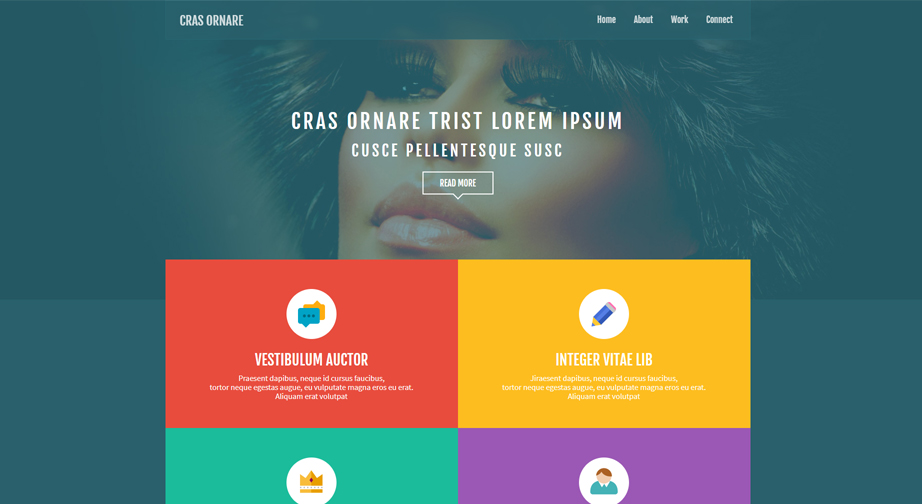 CRAS ORNARE
Home About Work Connect
CRAS ORNARE TRIST LOREM IPSUM
CUSCE PELLENTESQUE SUSC
READ MORE
VESTIBULUM AUCTOR
Praesent dapibus, neque id cursus faucibus,
tortor neque egestas augue, eu vulputate magna eros eu erat.
Aliquam erat volutpat
INTEGER VITAE LIB
Jiraesent dapibus, neque id cursus faucibus,
tortor neque egestas augue, eu vulputate magna eros eu erat.
Aliquam erat volutpat